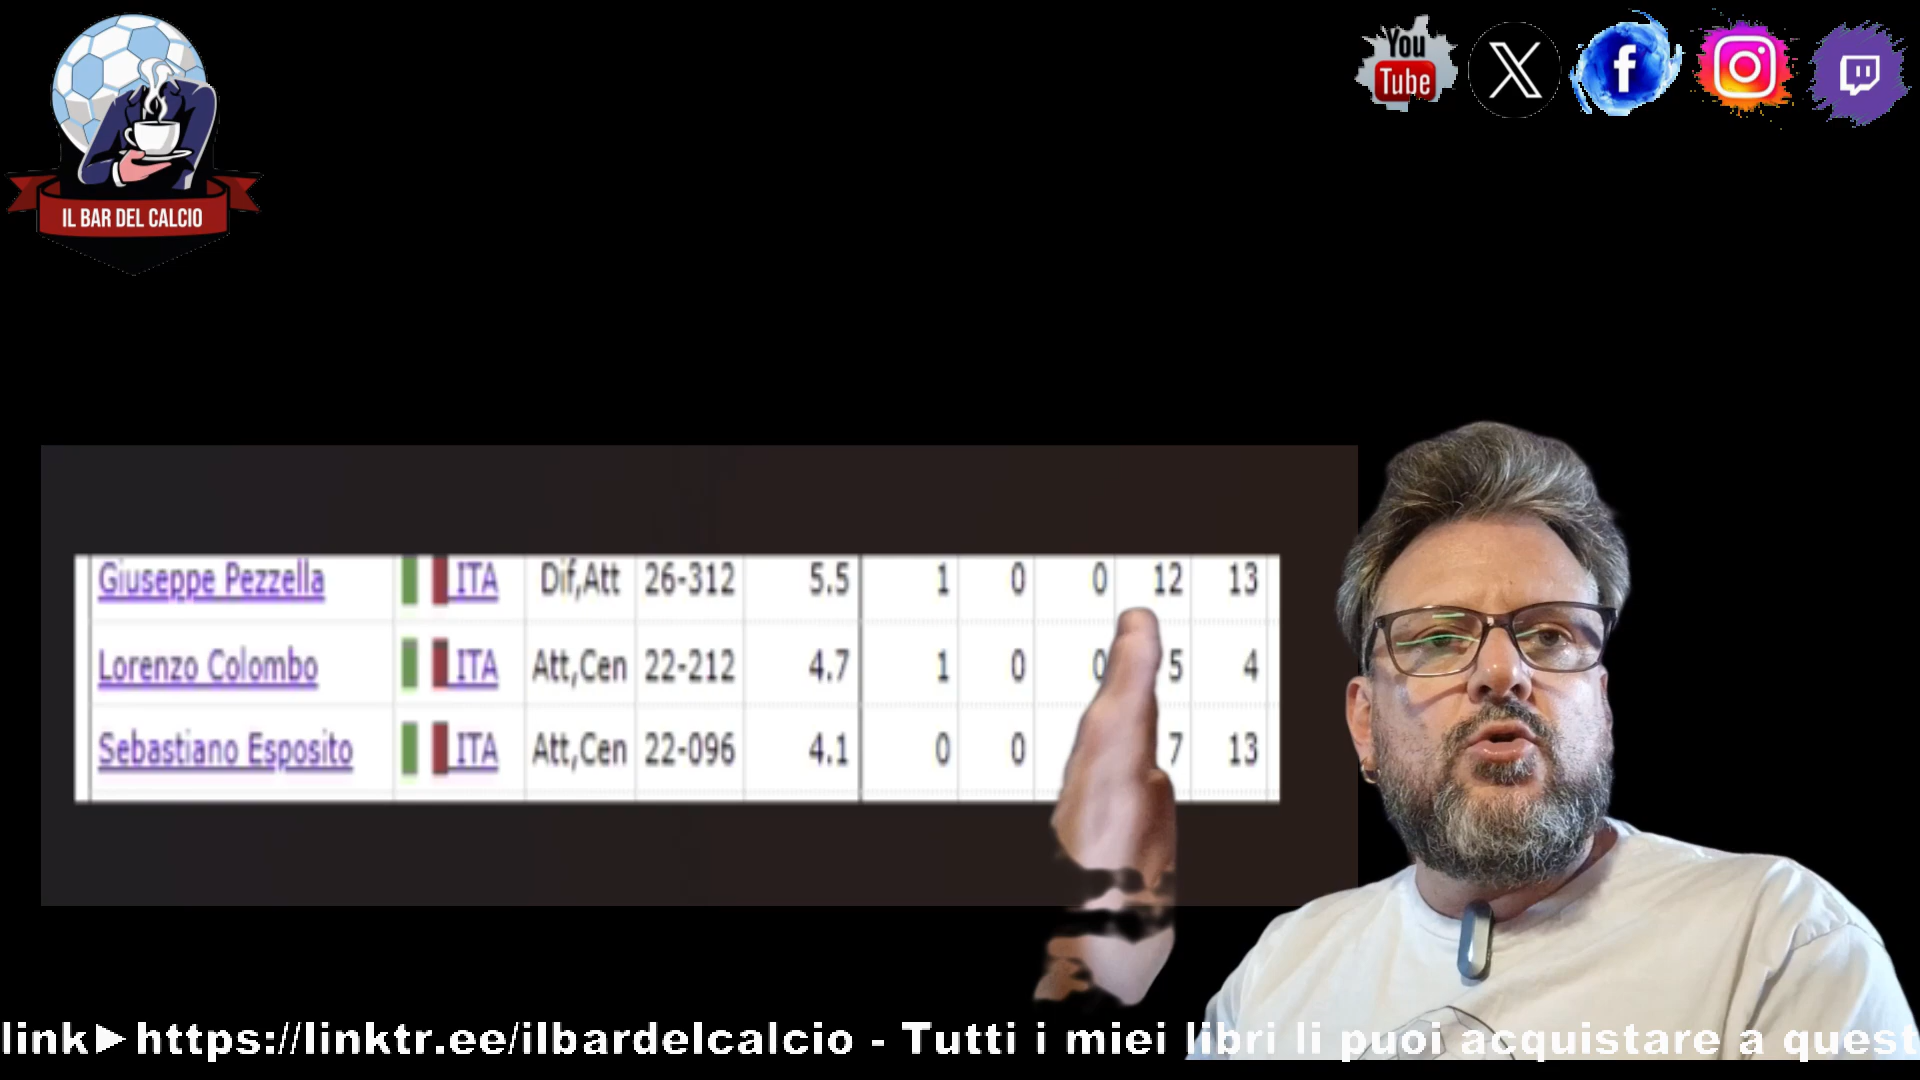 You
Tube
IL BAR DEL CALCIO
Giuseppe Pezzella ITA Dif,Att 26-312 5.5 1 0 0 12 13
Lorenzo Colombo ITA Att,Cen 22-212 4.7 1 0 0 5 4
Sebastiano Esposito ITA Att,Cen 22-096 4.1 0 0 7 13
link►https://linktr.ee/ilbardelcalcio - Tutti i miei libri li puoi acquistare a quest